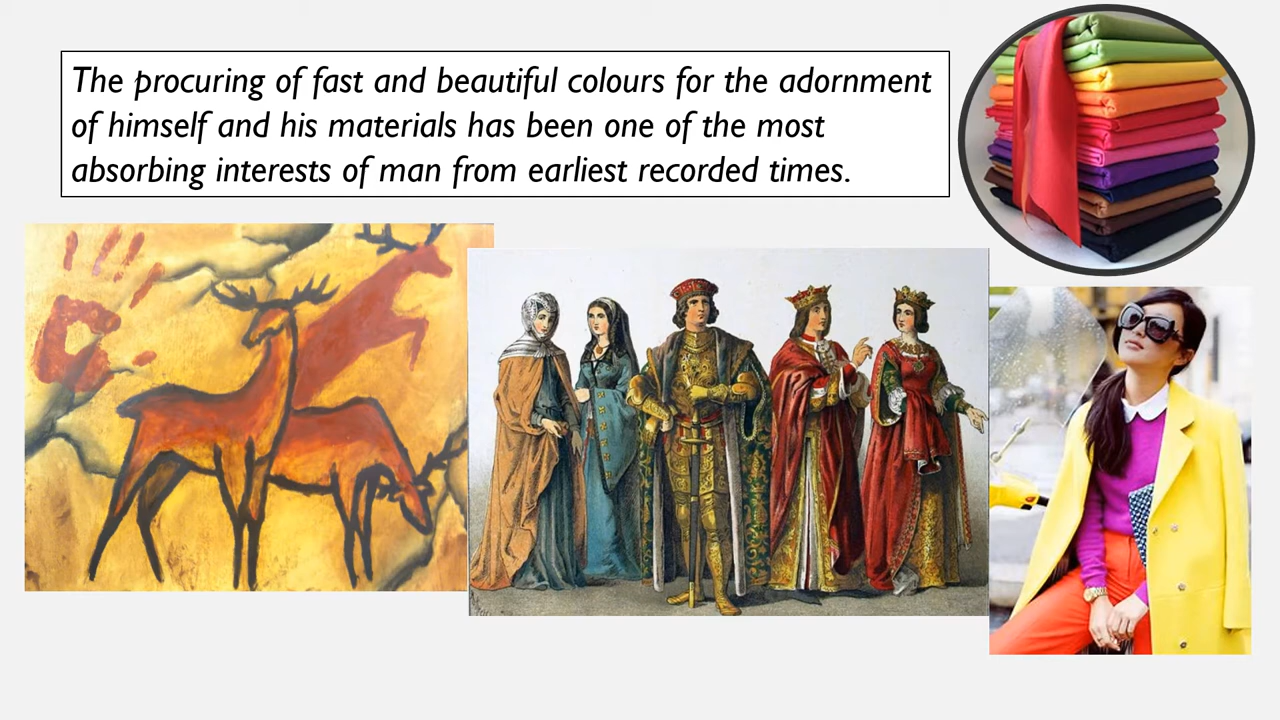 The procuring of fast and beautiful colours for the adornment
of himself and his materials has been one of the most
absorbing interests of man from earliest recorded times.